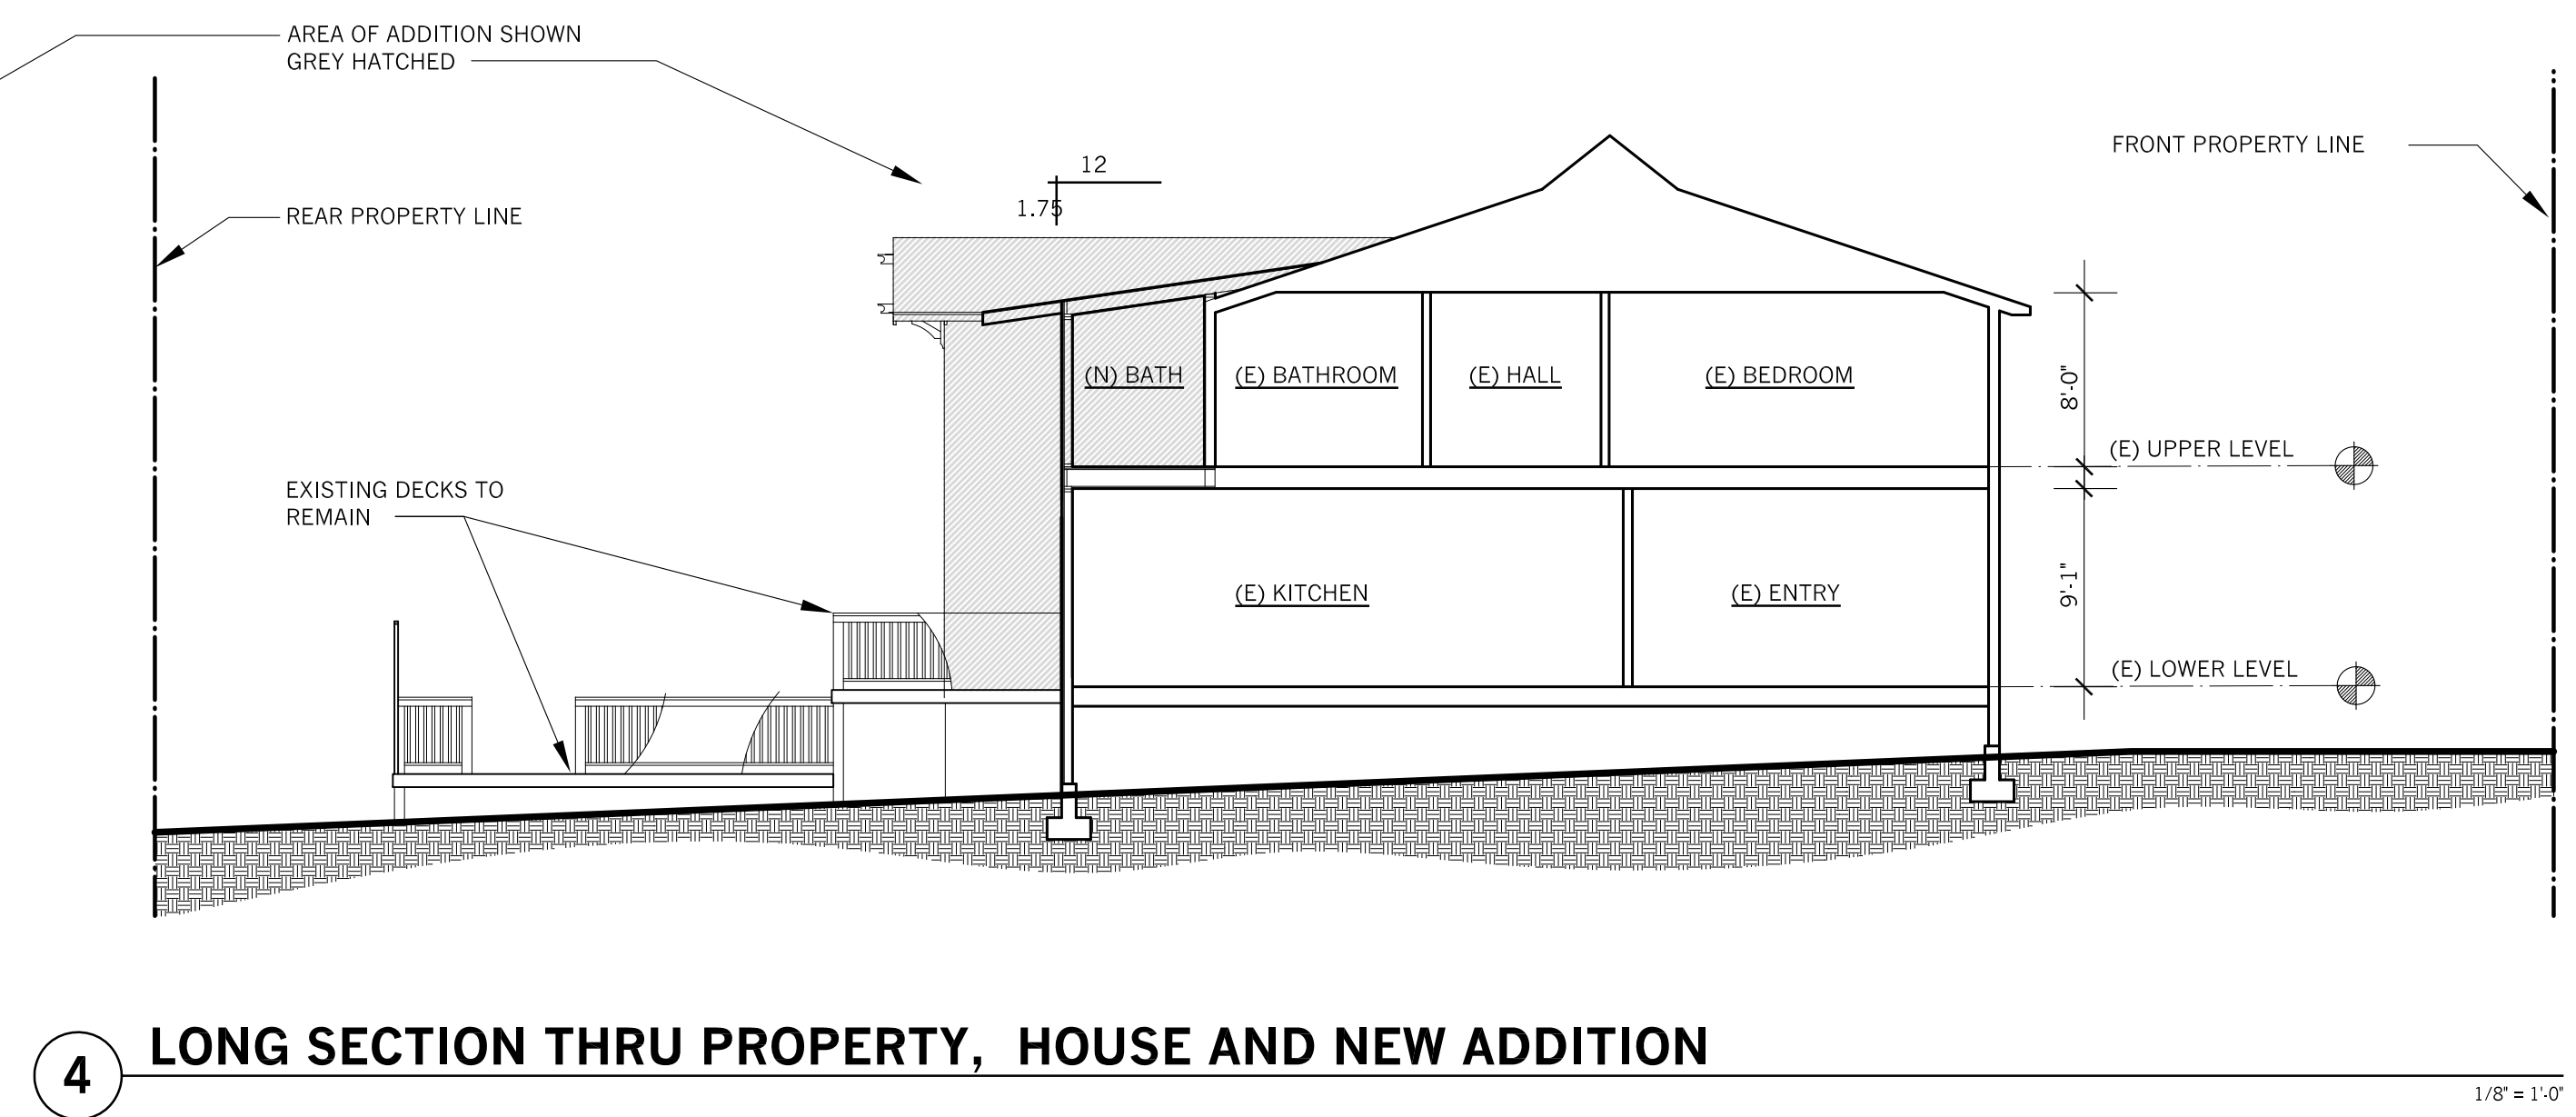 AREA OF ADDITION SHOWN
GREY HATCHED
12
1.75
FRONT PROPERTY LINE
REAR PROPERTY LINE
(N) BATH
(E) BATHROOM
(E) HALL
(E) BEDROOM
8'-0"
(E) UPPER LEVEL
EXISTING DECKS TO
REMAIN
(E) KITCHEN
(E) ENTRY
9'-1"
(E) LOWER LEVEL
4
LONG SECTION THRU PROPERTY, HOUSE AND NEW ADDITION
1/8" = 1'-0"